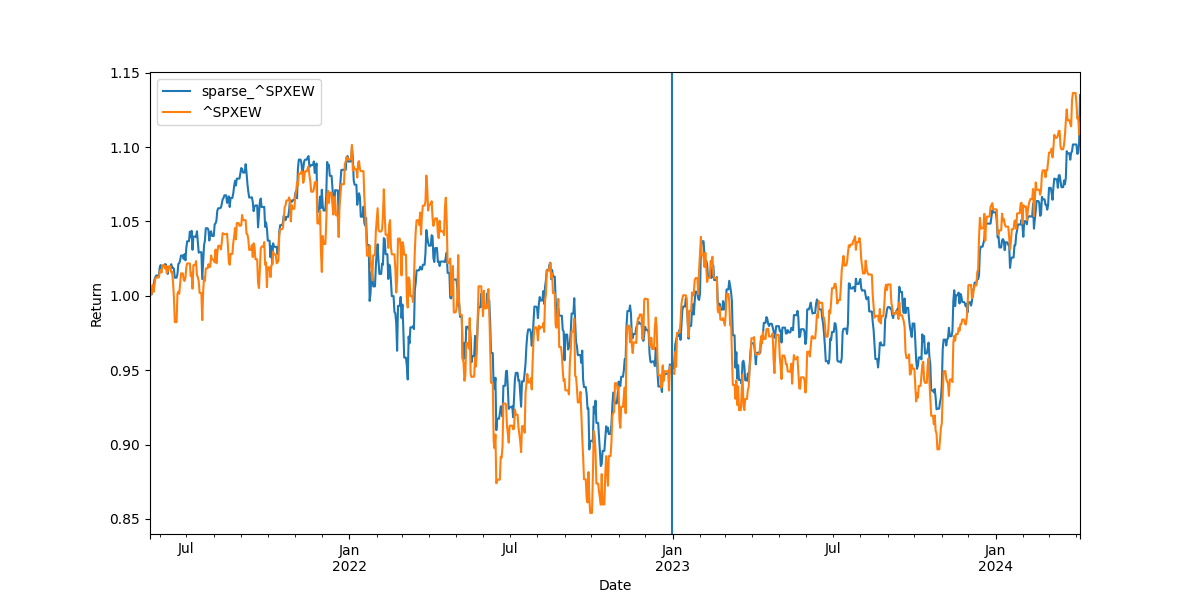 1.15
1.10
1.05
1.00
0.95
0.90
0.85
Return
sparse_^SPXEW
^SPXEW
Jul
Jan
2022
Jul
Jan
2023
Jul
Jan
2024
Date